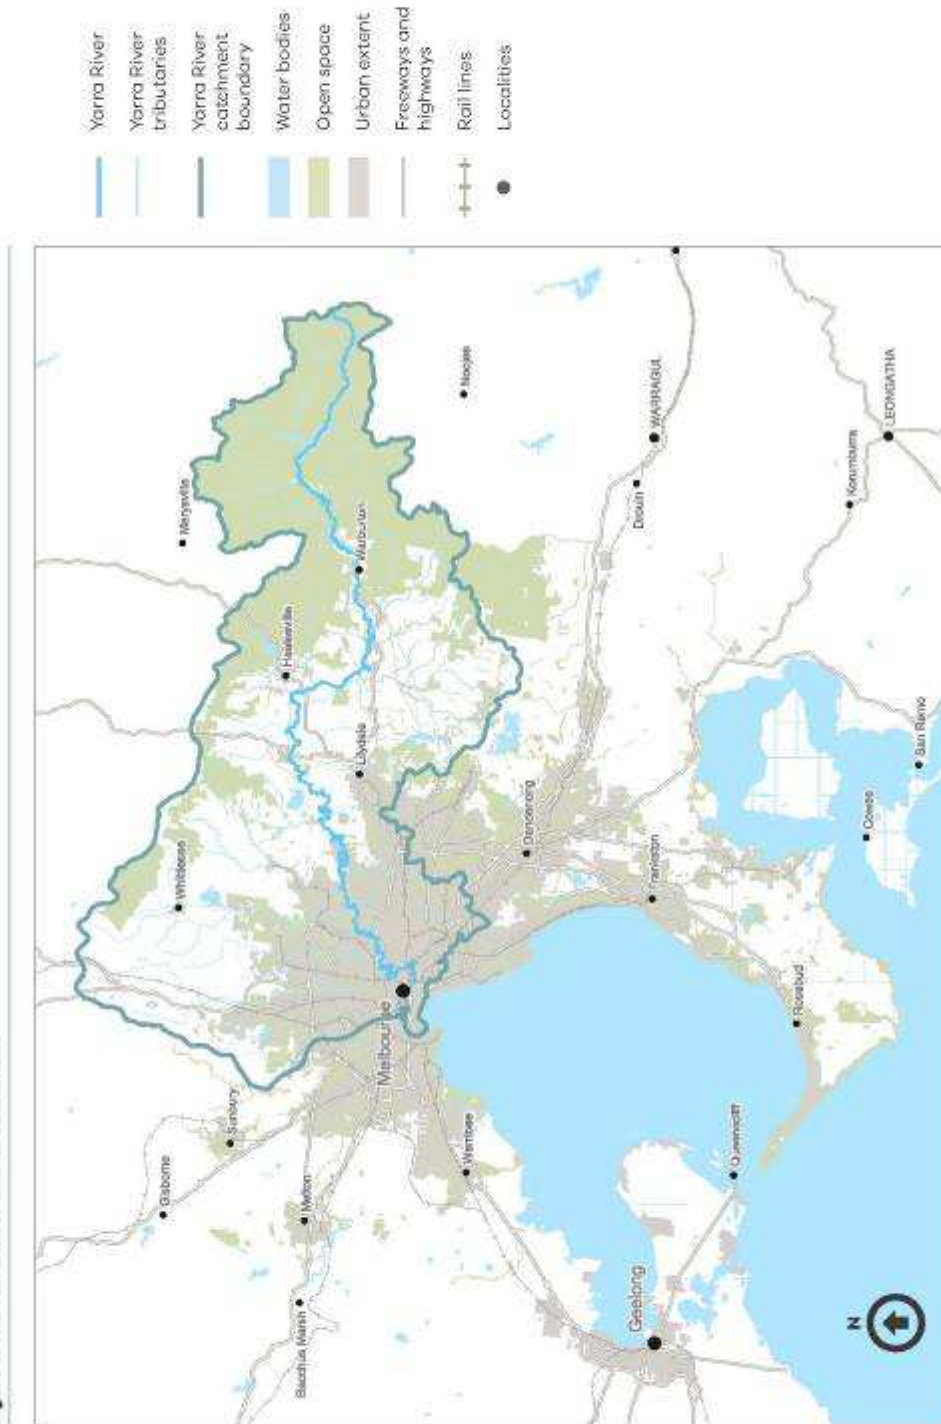 Yarra River
Yarra River
tributaries
Yarra River
catchment
boundary
Water bodies
Open space
Urban extent
Freeways and
highways
Rail lines
Localities
Marysville
Noojee
Healesville
Warburton
WARRAGUL
Drouin
Korumburra
LEONGATHA
Whittlesea
Lilydale
Dandenong
Frankston
Cowes
San Remo
Melbourne
Rosebud
Sunbury
Gisborne
Melton
Werribee
Queenscliff
Bacchus Marsh
Geelong
N